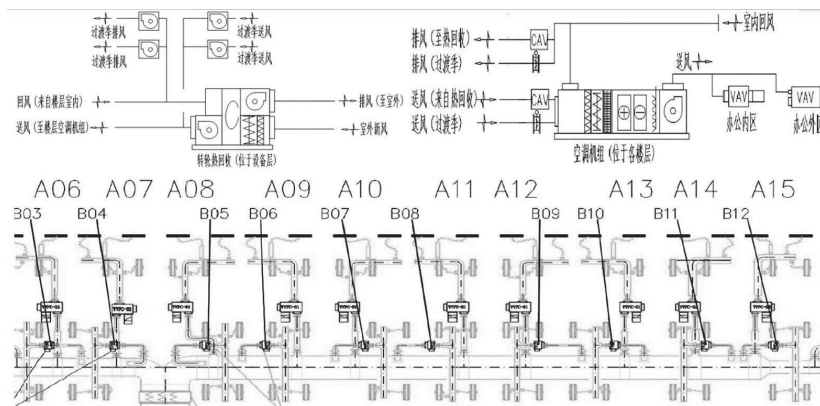 过渡季排风 过渡季送风
过渡季排风 过渡季送风
回风(来自楼层室内)
送风(至楼层空调机组)
排风(至室外)
室外新风
转轮热回收(位于设备层)
排风(至热回收)
CAV
室内回风
排风(过渡季)
送风
送风(来自热回收)
CAV
VAV VAV
送风(过渡季)
办公内区 办公外区
空调机组(位于各楼层)
A06 A07 A08 A09 A10 A11 A12 A13 A14 A15
B03 B04 B05 B06 B07 B08 B09 B10 B11 B12